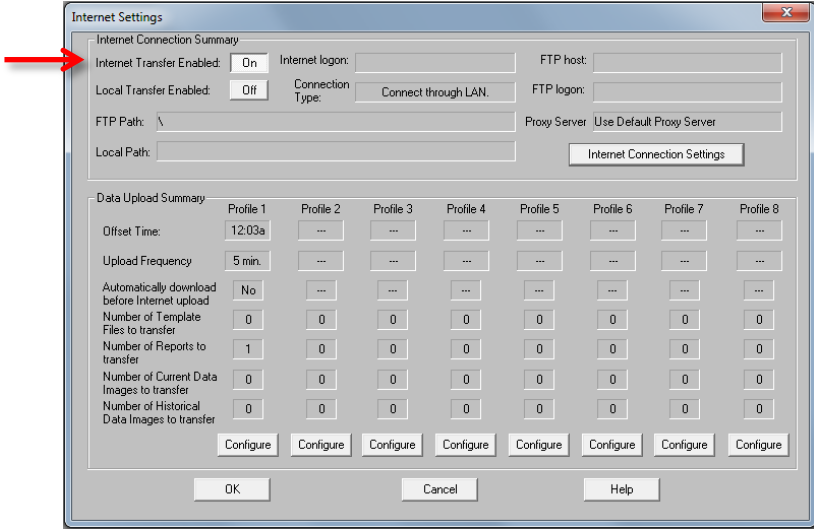 Internet Settings
Internet Connection Summary
Internet Transfer Enabled: On Internet logon: FTP host:
Local Transfer Enabled: Off Connection Type: Connect through LAN. FTP logon:
FTP Path: \ Proxy Server Use Default Proxy Server
Local Path: Internet Connection Settings
Data Upload Summary
Profile 1 Profile 2 Profile 3 Profile 4 Profile 5 Profile 6 Profile 7 Profile 8
Offset Time: 12:03a --- --- --- --- --- --- ---
Upload Frequency 5 min. --- --- --- --- --- --- ---
Automatically download
before Internet upload No --- --- --- --- --- --- ---
Number of Template
Files to transfer 0 0 0 0 0 0 0 0
Number of Reports to
transfer 1 0 0 0 0 0 0 0
Number of Current Data
Images to transfer 0 0 0 0 0 0 0 0
Number of Historical
Data Images to transfer 0 0 0 0 0 0 0 0
Configure Configure Configure Configure Configure Configure Configure Configure
OK Cancel Help